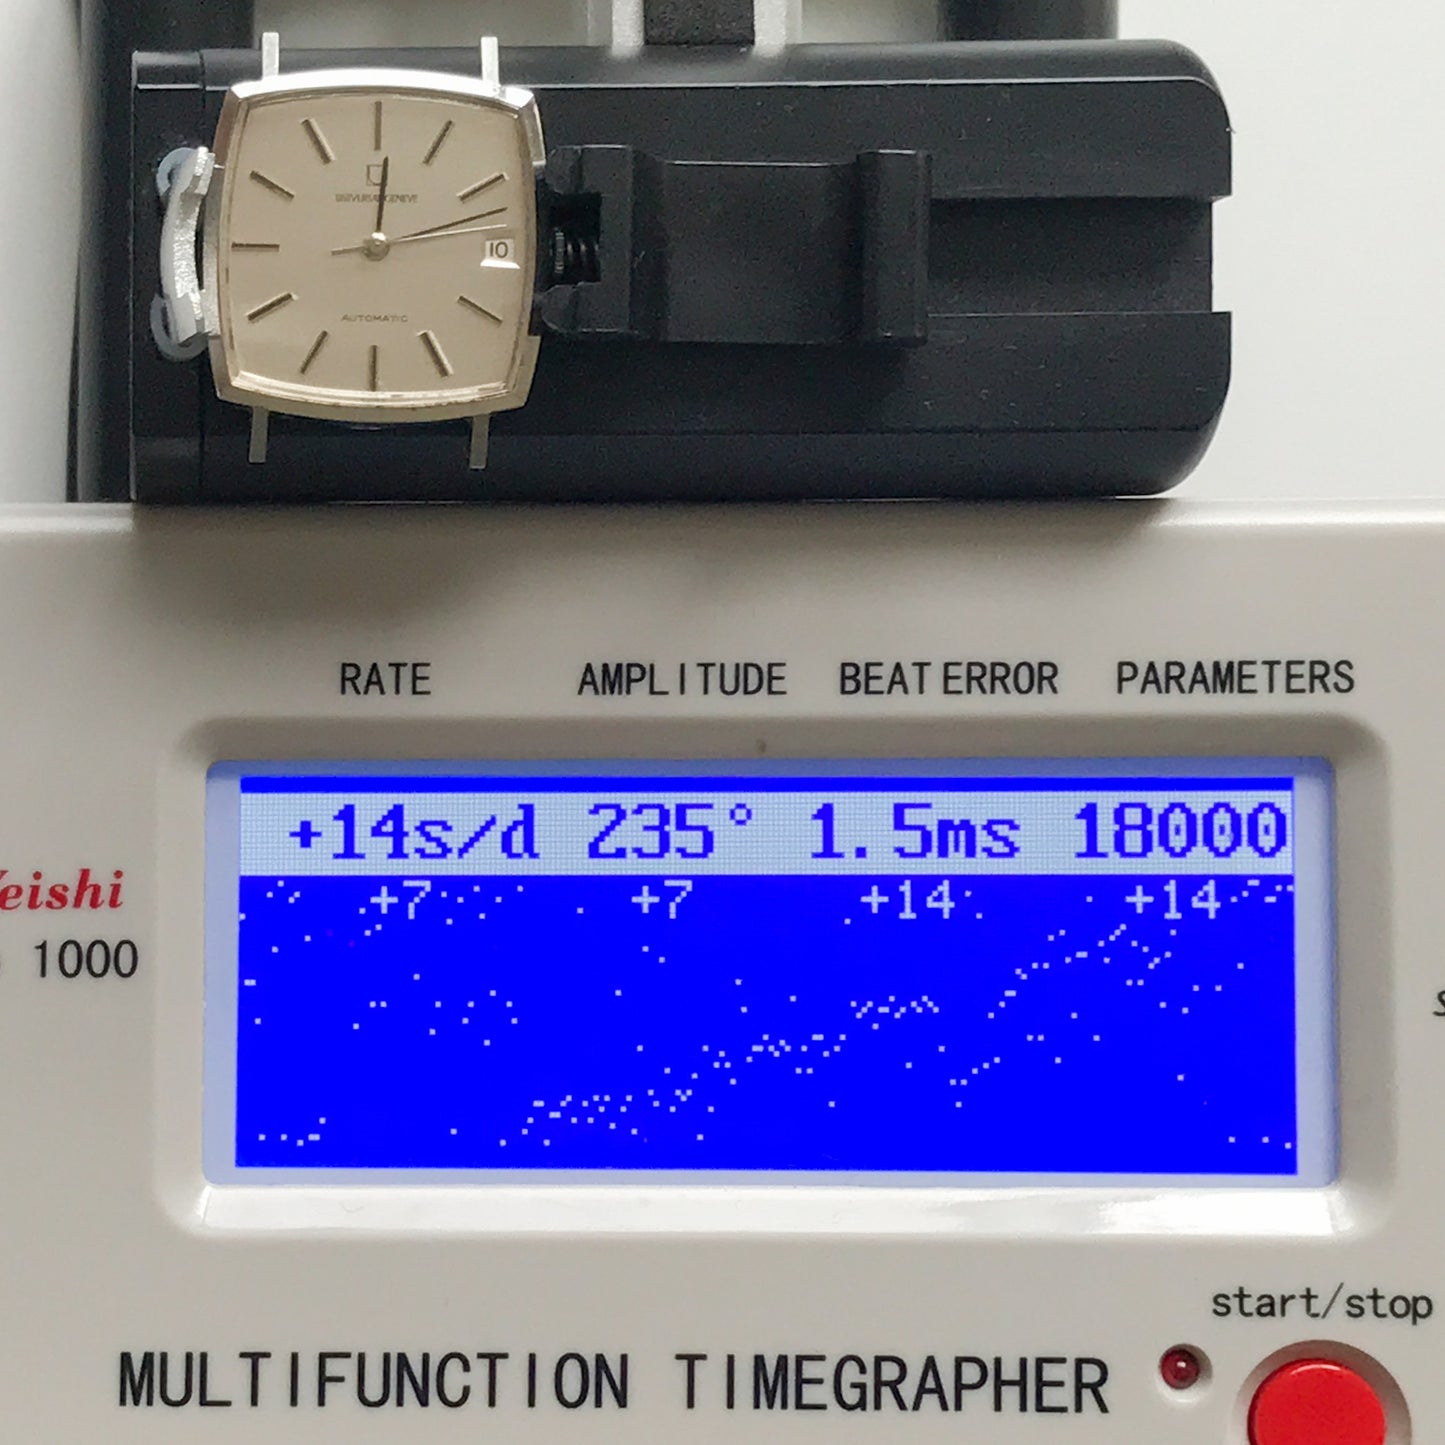 UNIVERSAL GENEVE
10
AUTOMATIC
RATE AMPLITUDE BEAT ERROR PARAMETERS
+14s/d 235° 1.5ms 18000
+7 +7 +14 +14
eishi
1000
start/stop
MULTIFUNCTION TIMEGRAPHER